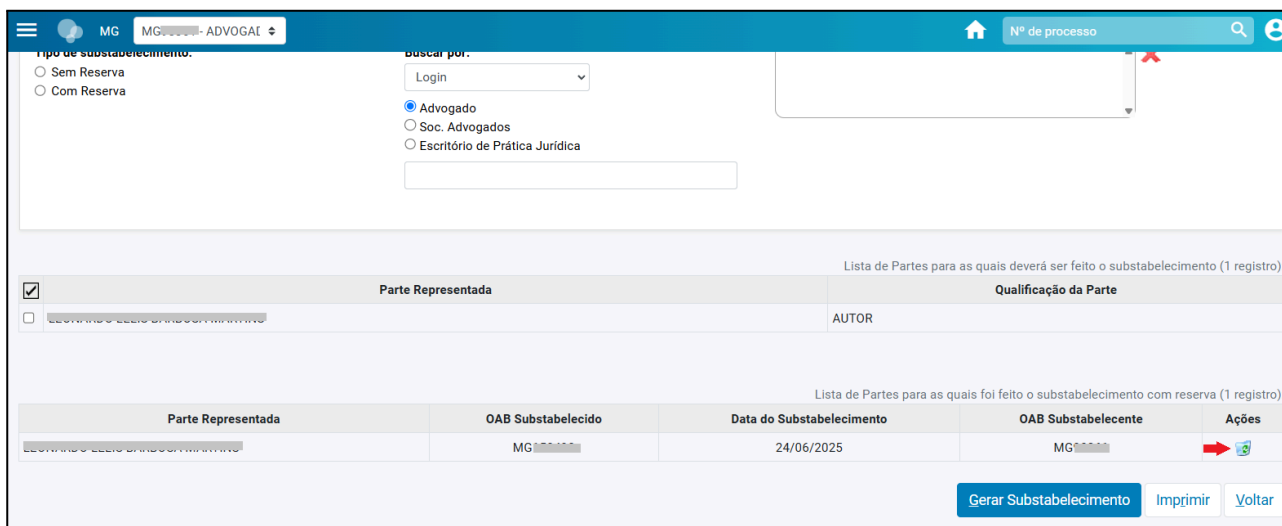 MG
MG - ADVOGAD
Nº de processo
Tipo de substabelecimento:
Buscar por:
Sem Reserva
Com Reserva
Login
Advogado
Soc. Advogados
Escritório de Prática Jurídica
Lista de Partes para as quais deverá ser feito o substabelecimento (1 registro)
Parte Representada
Qualificação da Parte
AUTOR
Lista de Partes para as quais foi feito o substabelecimento com reserva (1 registro)
Parte Representada
OAB Substabelecido
Data do Substabelecimento
OAB Substabelecente
Ações
MG
24/06/2025
MG
Gerar Substabelecimento
Imprimir
Voltar